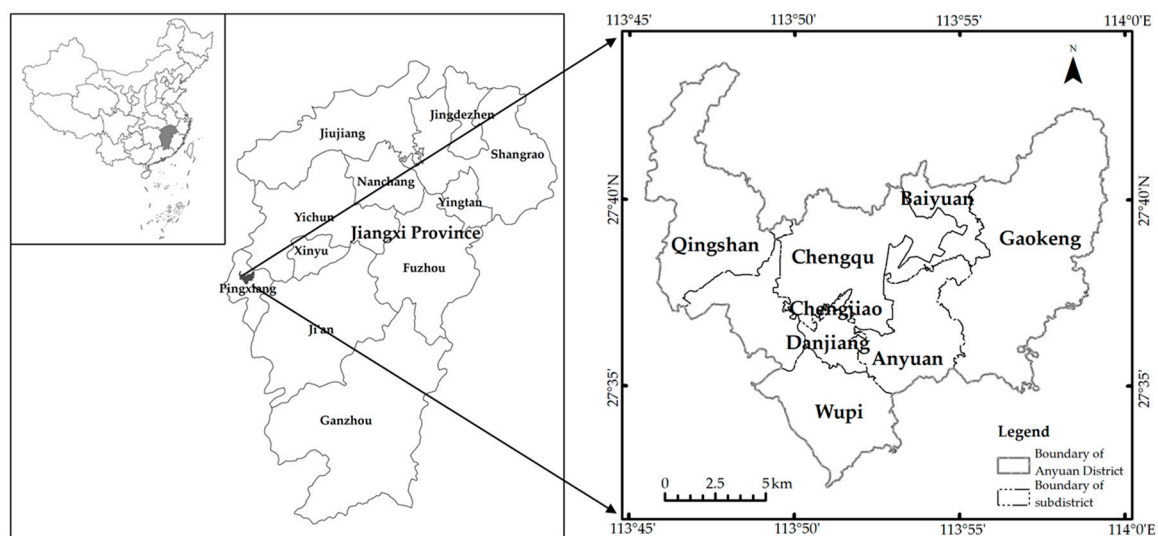 Jingdezhen
Jiujiang
Shangrao
Nanchang
Yingtan
Yichun
Jiangxi Province
Xinyu
Fuzhou
Pingxiang
Ji'an
Ganzhou
113°45'
113°50'
113°55'
114°0'E
N
27°40'N
27°40'N
Baiyuan
Qingshan
Chengqu
Gaokeng
Chengjiao
Danjiang
Anyuan
27°35'
27°35'
Wupi
Legend
Boundary of
Anyuan District
Boundary of
subdistrict
0 2.5 5 km
113°45'
113°50'
113°55'
114°0'E